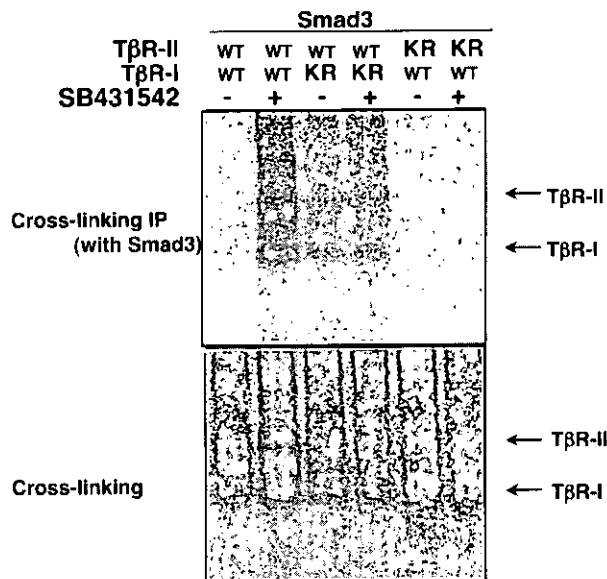 Smad3
TβR-II WT WT WT WT KR KR
TβR-I WT WT KR KR WT WT
SB431542 - + - + - +
TβR-II
Cross-linking IP
(with Smad3)
TβR-I
TβR-II
Cross-linking
TβR-I